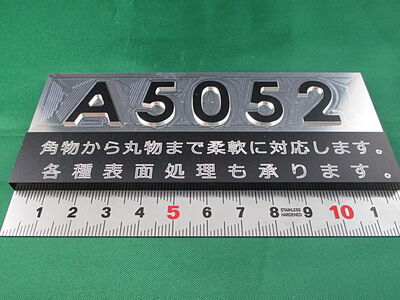 A5052
角物から丸物まで柔軟に対応します。
各種表面処理も承ります。
1 2 3 4 5 6 7 8 STAINLESS HARDENED 9 10 1